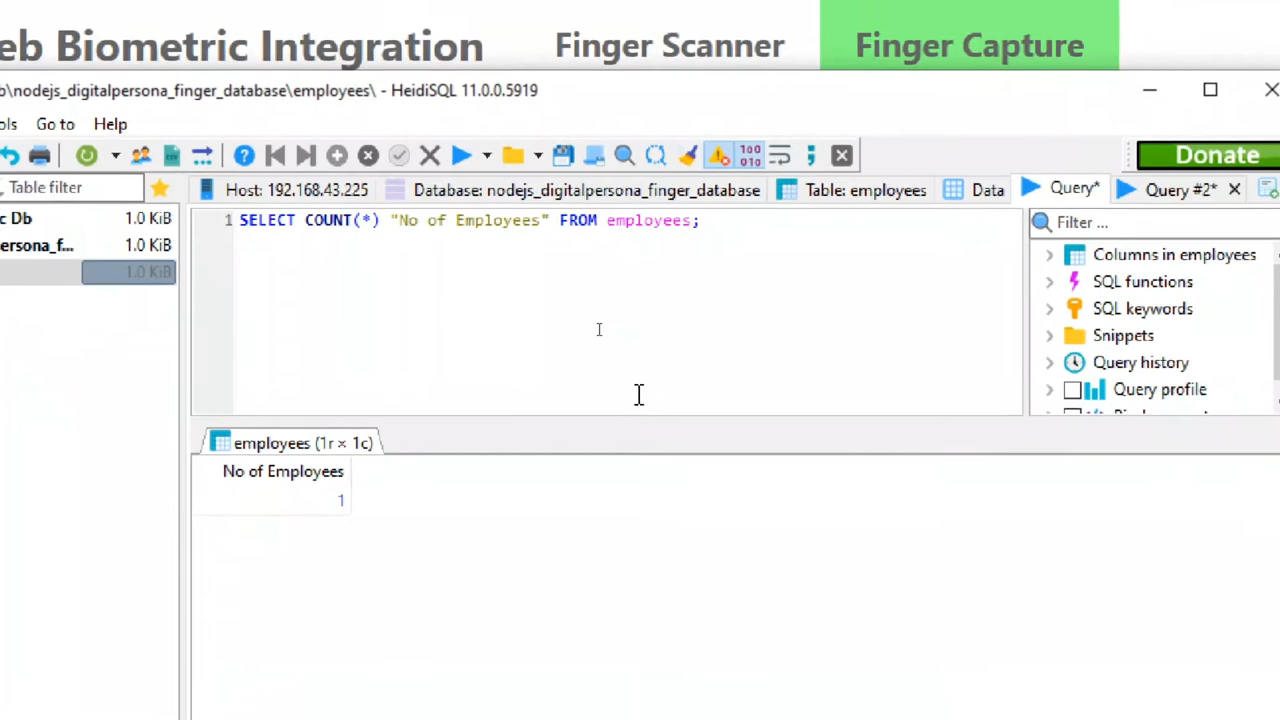 eb Biometric Integration
Finger Scanner
Finger Capture
b\nodejs_digitalpersona_finger_database\employees\ - HeidiSQL 11.0.0.5919
ols Go to Help
Donate
Table filter
Host: 192.168.43.225
Database: nodejs_digitalpersona_finger_database
Table: employees
Data
Query*
Query #2*
c Db 1.0 KiB
ersona_f... 1.0 KiB
1.0 KiB
1 SELECT COUNT(*) "No of Employees" FROM employees;
Filter ...
Columns in employees
SQL functions
SQL keywords
Snippets
Query history
Query profile
employees (1r × 1c)
No of Employees
1